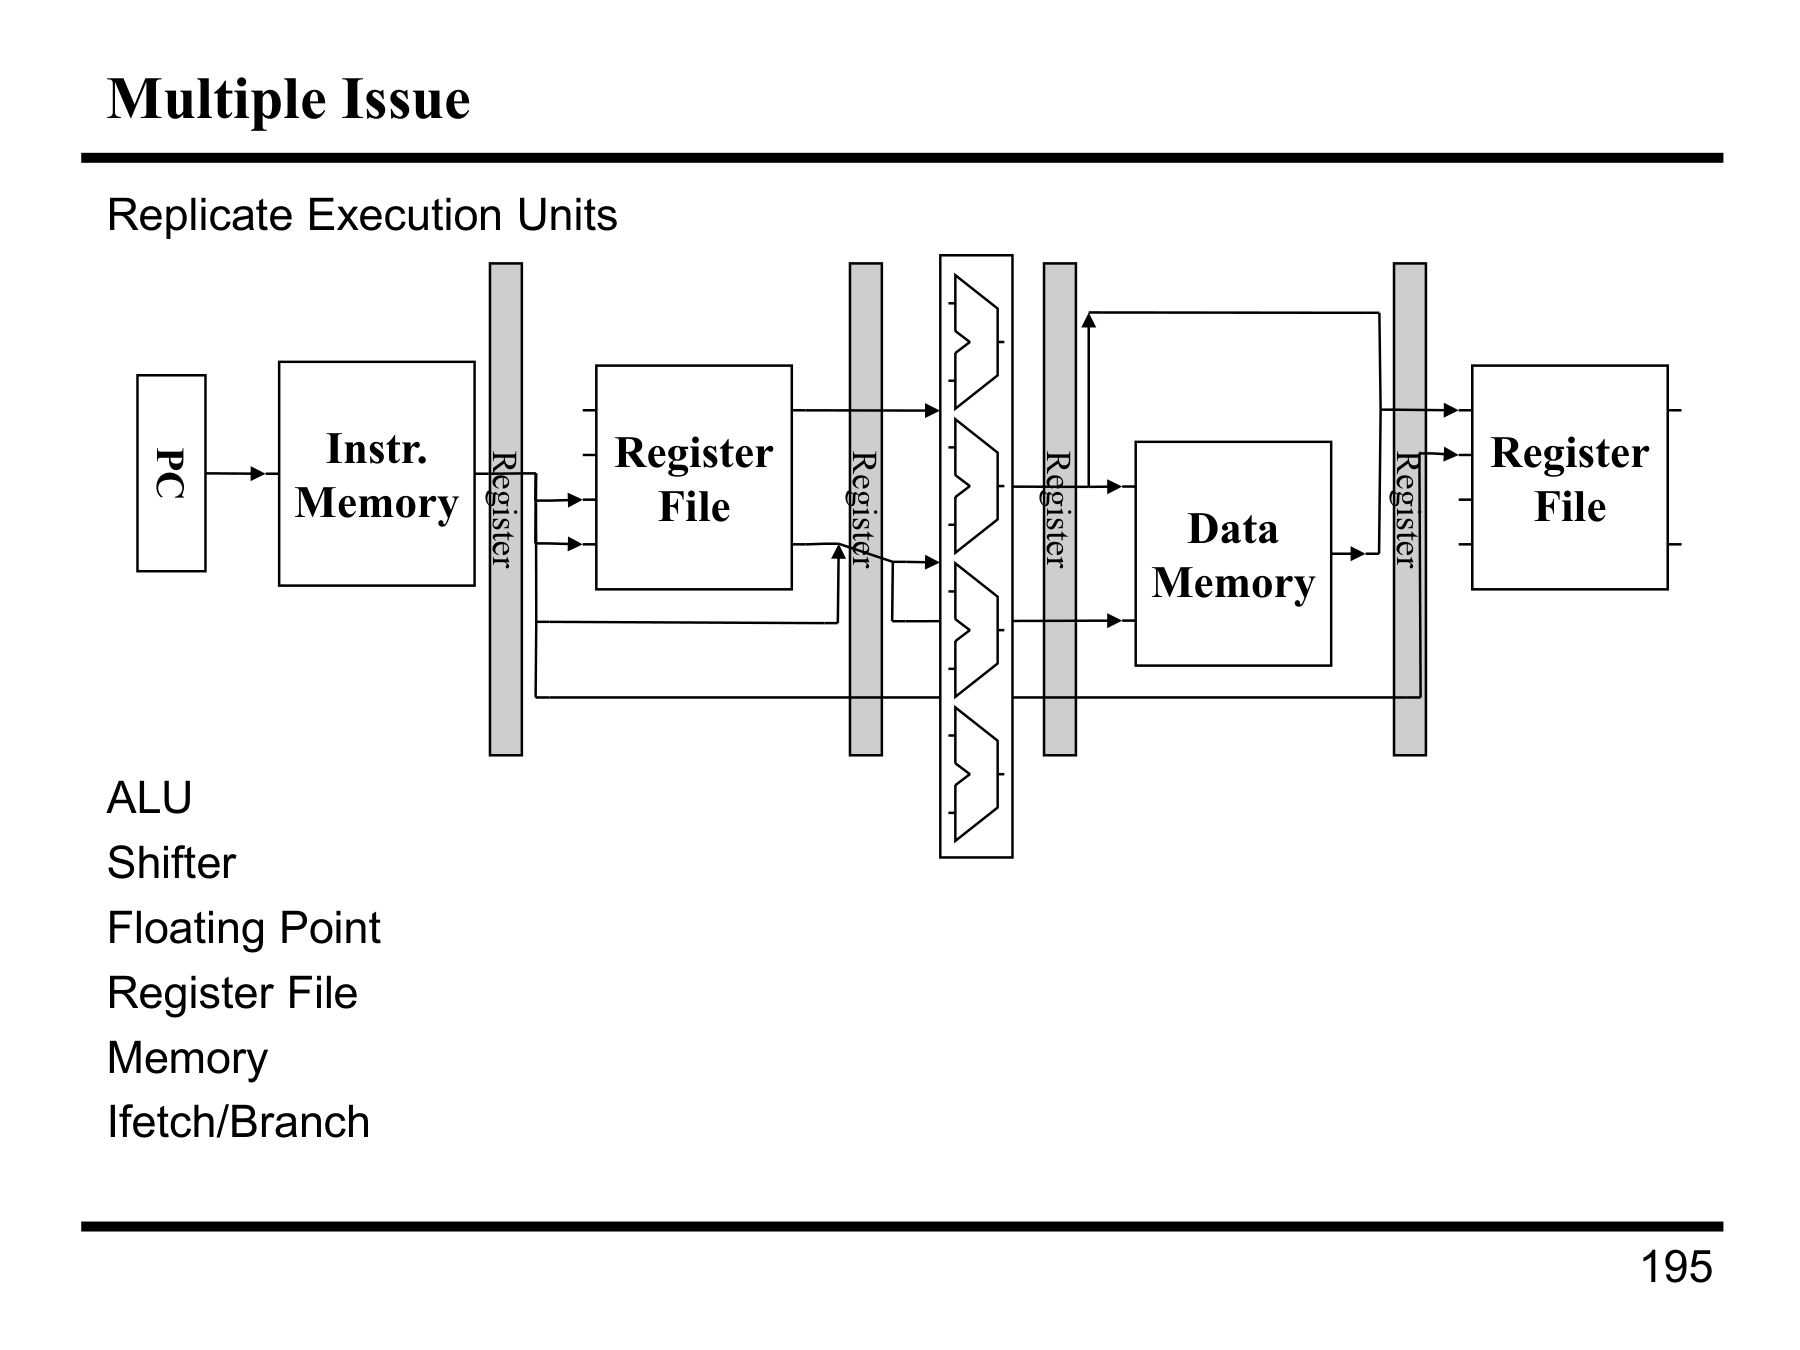 Multiple Issue
Replicate Execution Units
PC
Instr.
Memory
Register
Register
File
Register
Register
Data
Memory
Register
Register
File
ALU
Shifter
Floating Point
Register File
Memory
Ifetch/Branch
195